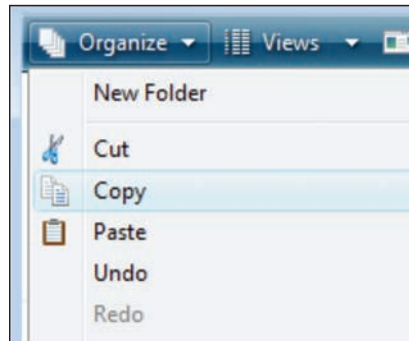 Organize Views
New Folder
Cut
Copy
Paste
Undo
Redo